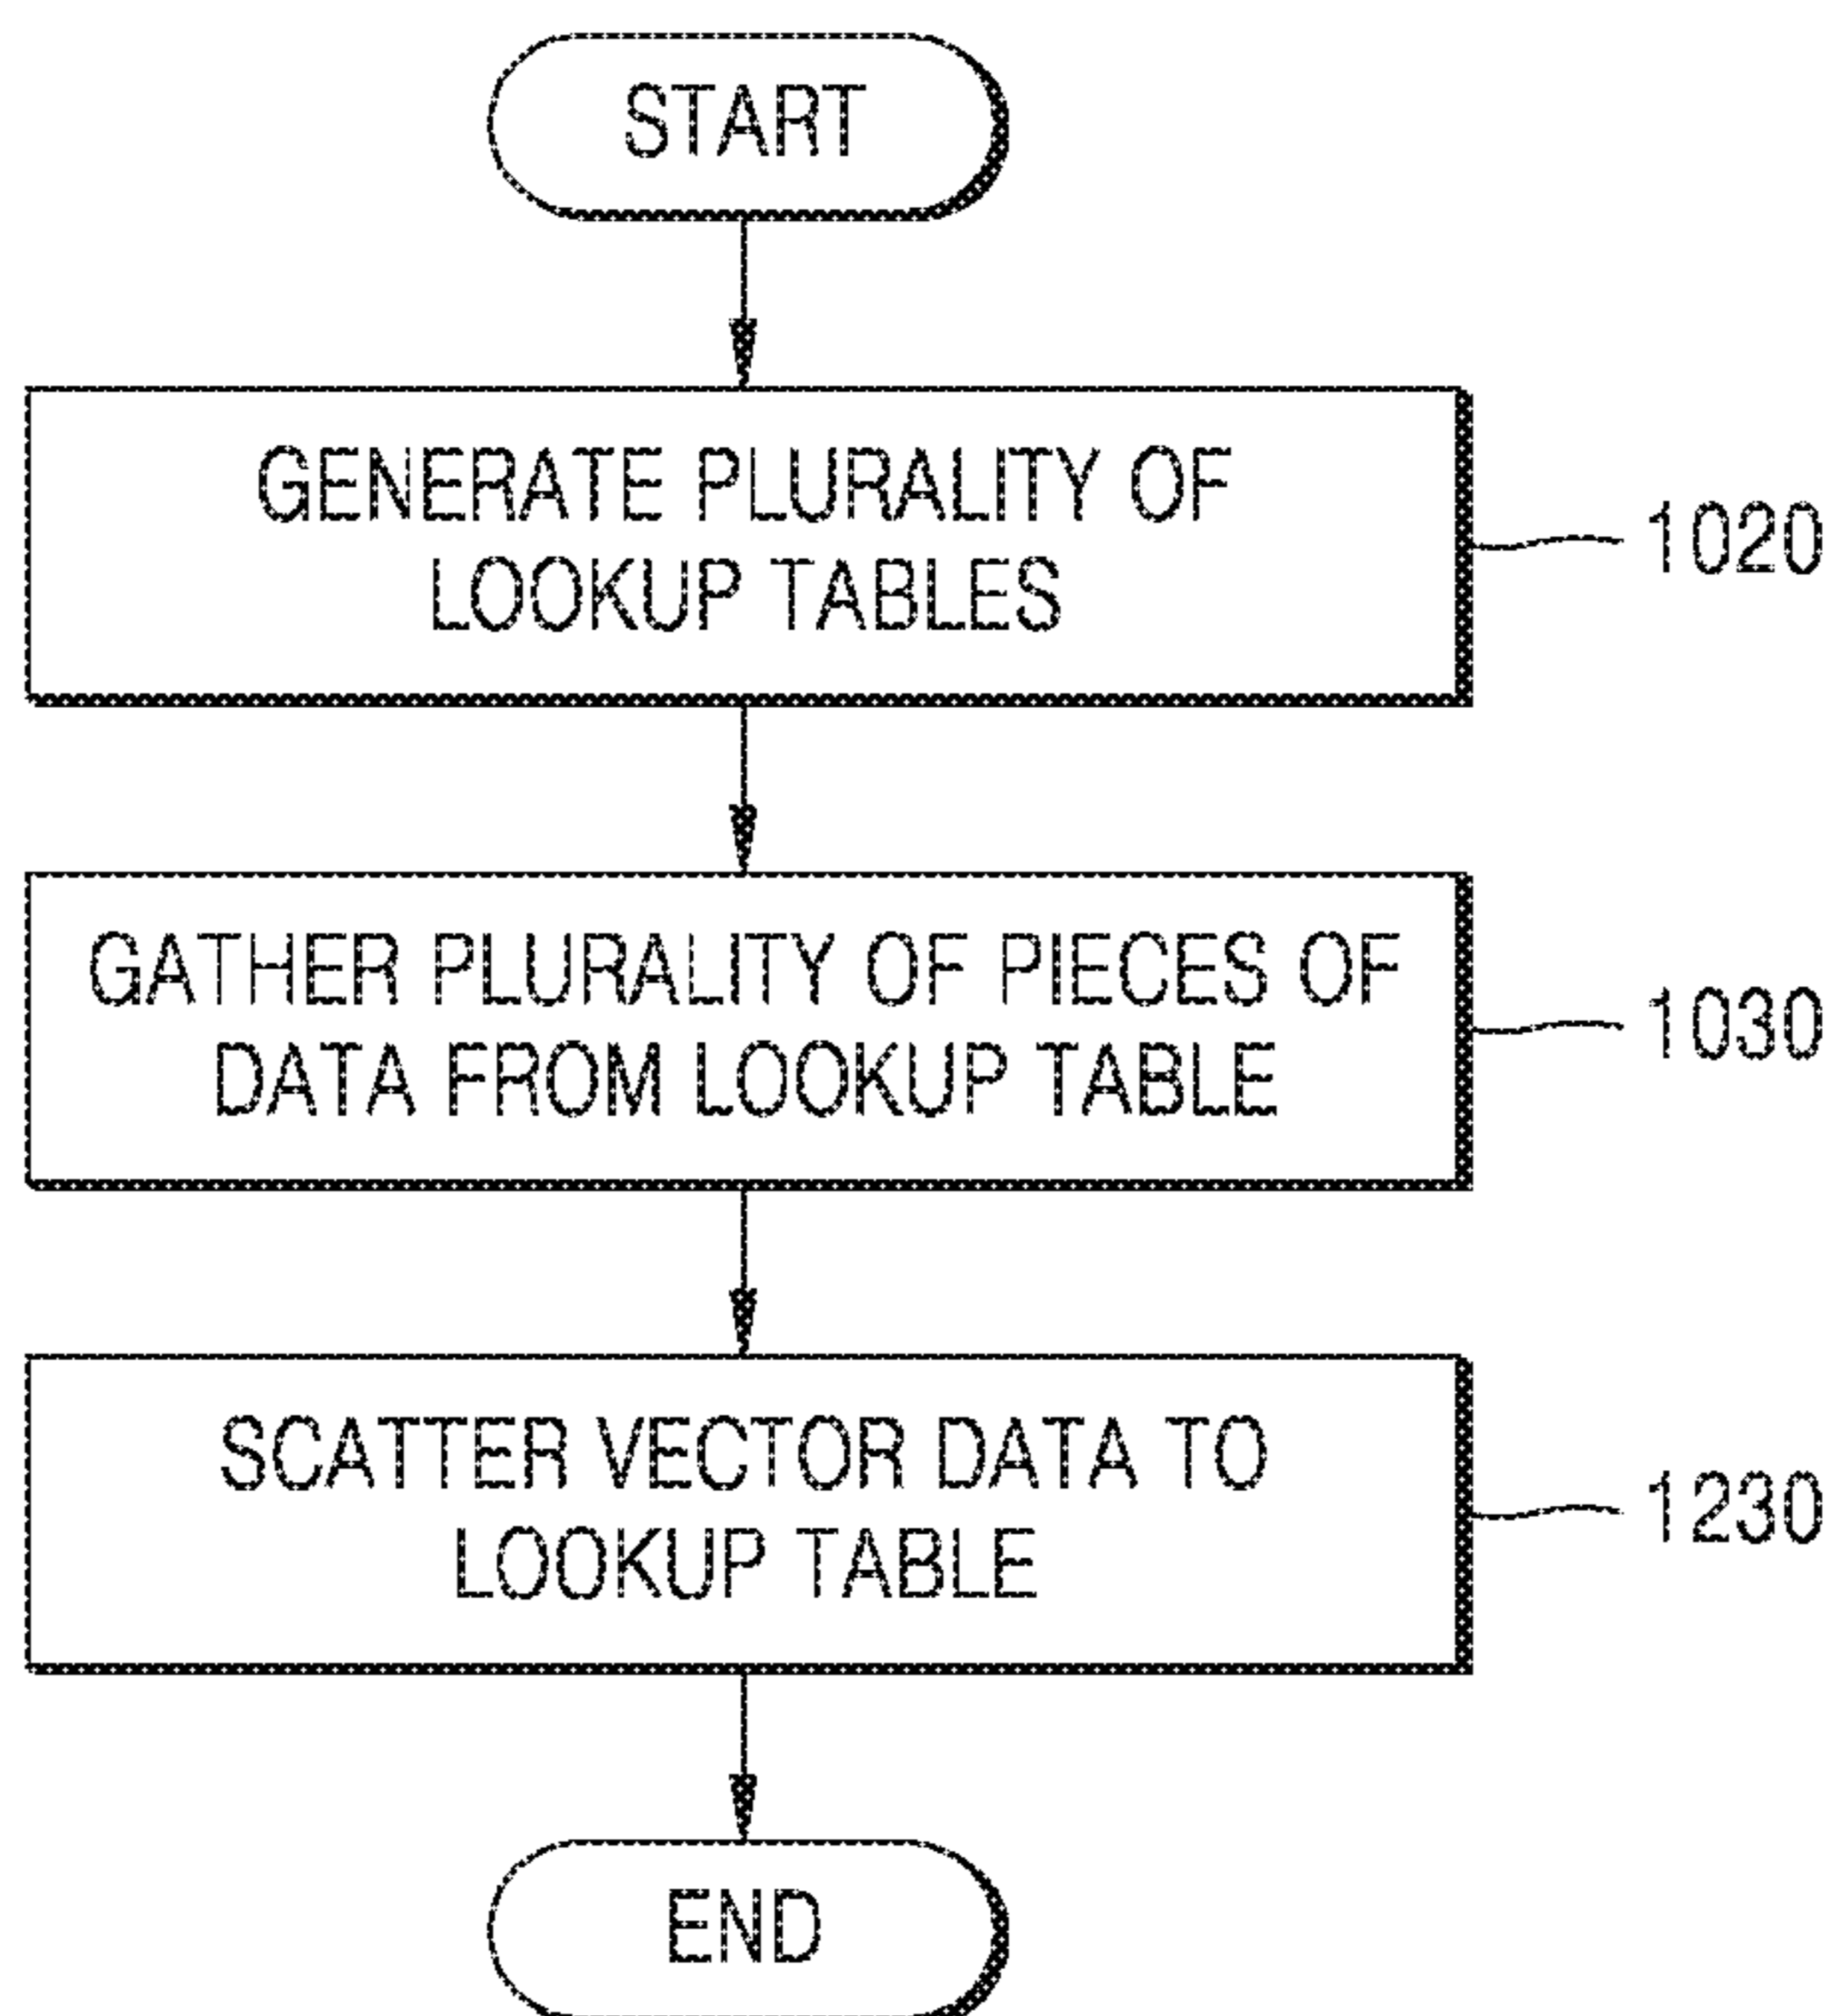 START
GENERATE PLURALITY OF
LOOKUP TABLES
1020
GATHER PLURALITY OF PIECES OF
DATA FROM LOOKUP TABLE
1030
SCATTER VECTOR DATA TO
LOOKUP TABLE
1230
END